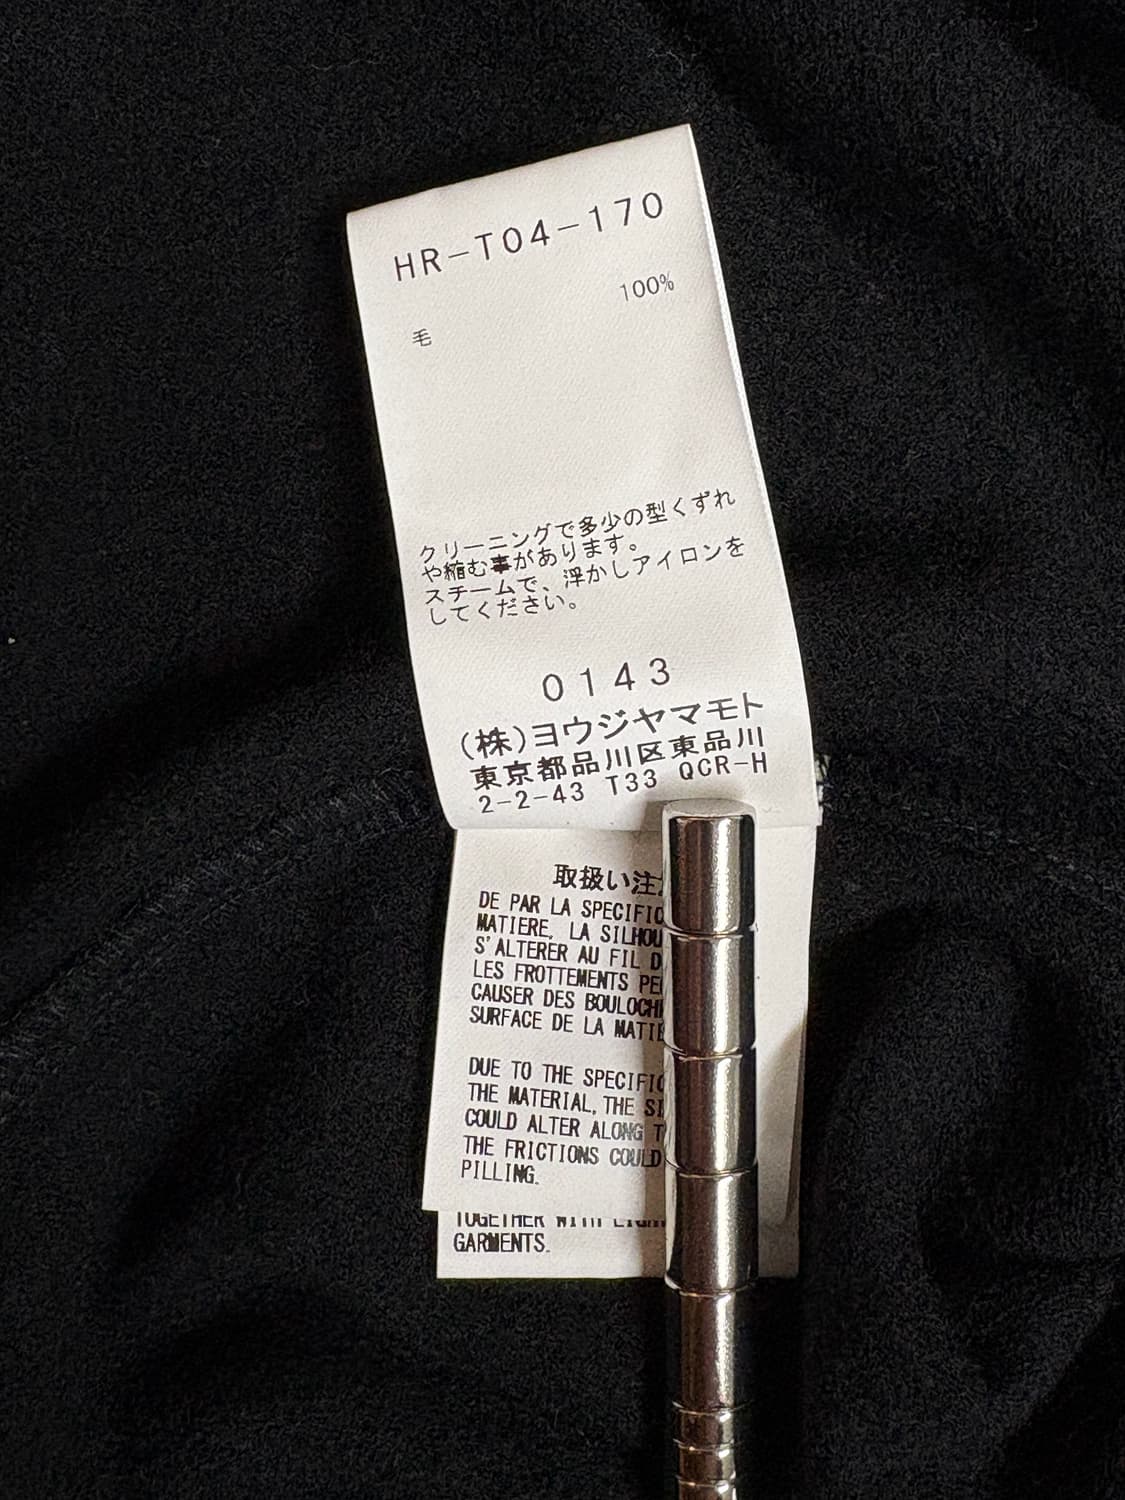 HR-T04-170
100%
毛
クリーニングで多少の型くずれ
や縮む事があります。
スチームで、浮かしアイロンを
してください。
0143
(株)ヨウジヤマモト
東京都品川区東品川
2-2-43 T33 QCR-H
取扱い注
DE PAR LA SPECIFIC
MATIERE, LA SILHOU
S'ALTERER AU FIL D
LES FROTTEMENTS PE
CAUSER DES BOULOCH
SURFACE DE LA MATIE
DUE TO THE SPECIFIC
THE MATERIAL, THE SI
COULD ALTER ALONG T
THE FRICTIONS COULD
PILLING.
TOGETHER WITH LIGH
GARMENTS.